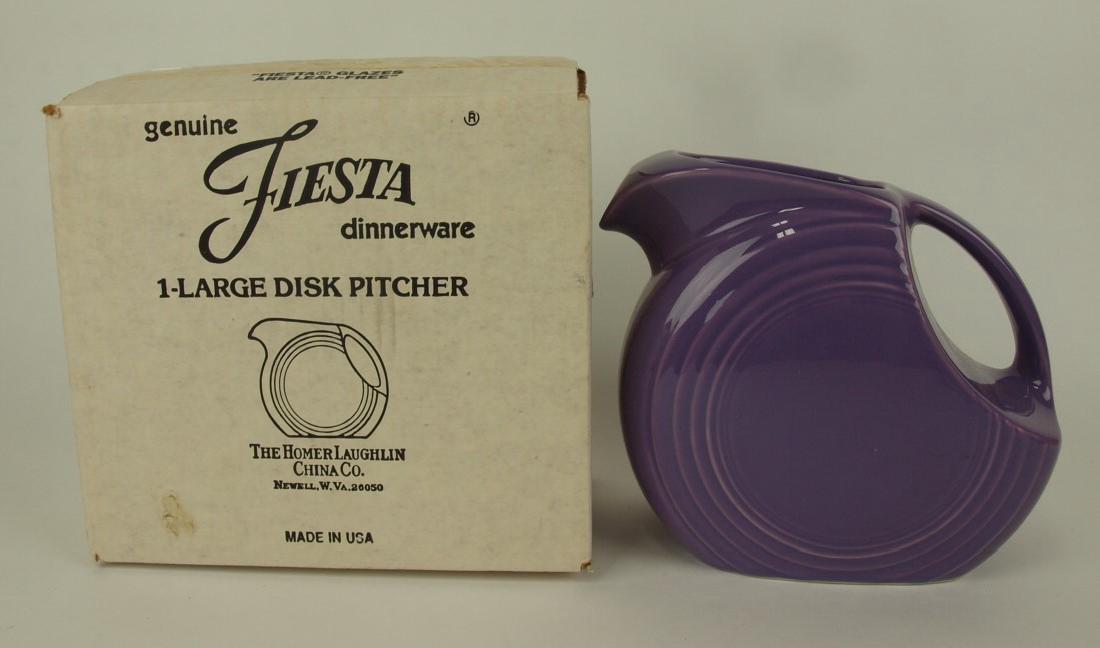 "FIESTA® GLAZES
ARE LEAD-FREE"
genuine ®
FIESTA
dinnerware
1-LARGE DISK PITCHER
THE HOMER LAUGHLIN
CHINA CO.
NEWELL, W. VA. 26050
MADE IN USA